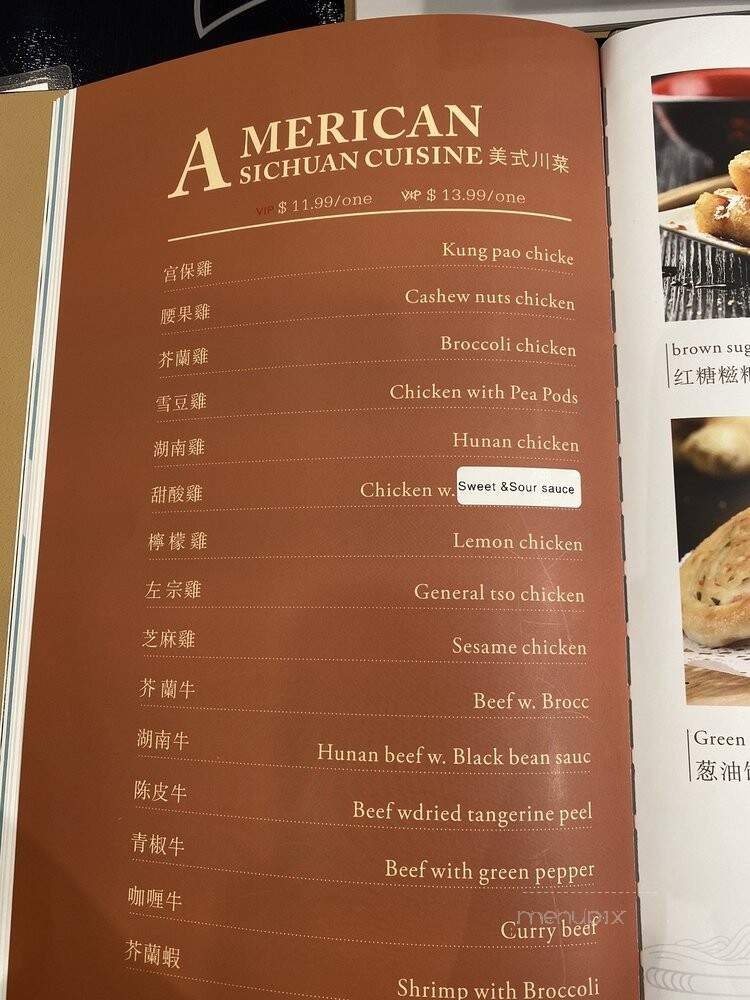 AMERICAN
SICHUAN CUISINE 美式川菜
VIP $ 11.99/one VIP $ 13.99/one
宫保雞 Kung pao chicke
腰果雞 Cashew nuts chicken
芥蘭雞 Broccoli chicken
雪豆雞 Chicken with Pea Pods
湖南雞 Hunan chicken
甜酸雞 Chicken w. Sweet &Sour sauce
檸檬雞 Lemon chicken
左宗雞 General tso chicken
芝麻雞 Sesame chicken
芥蘭牛 Beef w. Brocc
湖南牛 Hunan beef w. Black bean sauc
陈皮牛 Beef wdried tangerine peel
青椒牛 Beef with green pepper
咖喱牛 Curry beef
芥蘭蝦 Shrimp with Broccoli
brown sug
红糖糍粑
Green
葱油
menupix